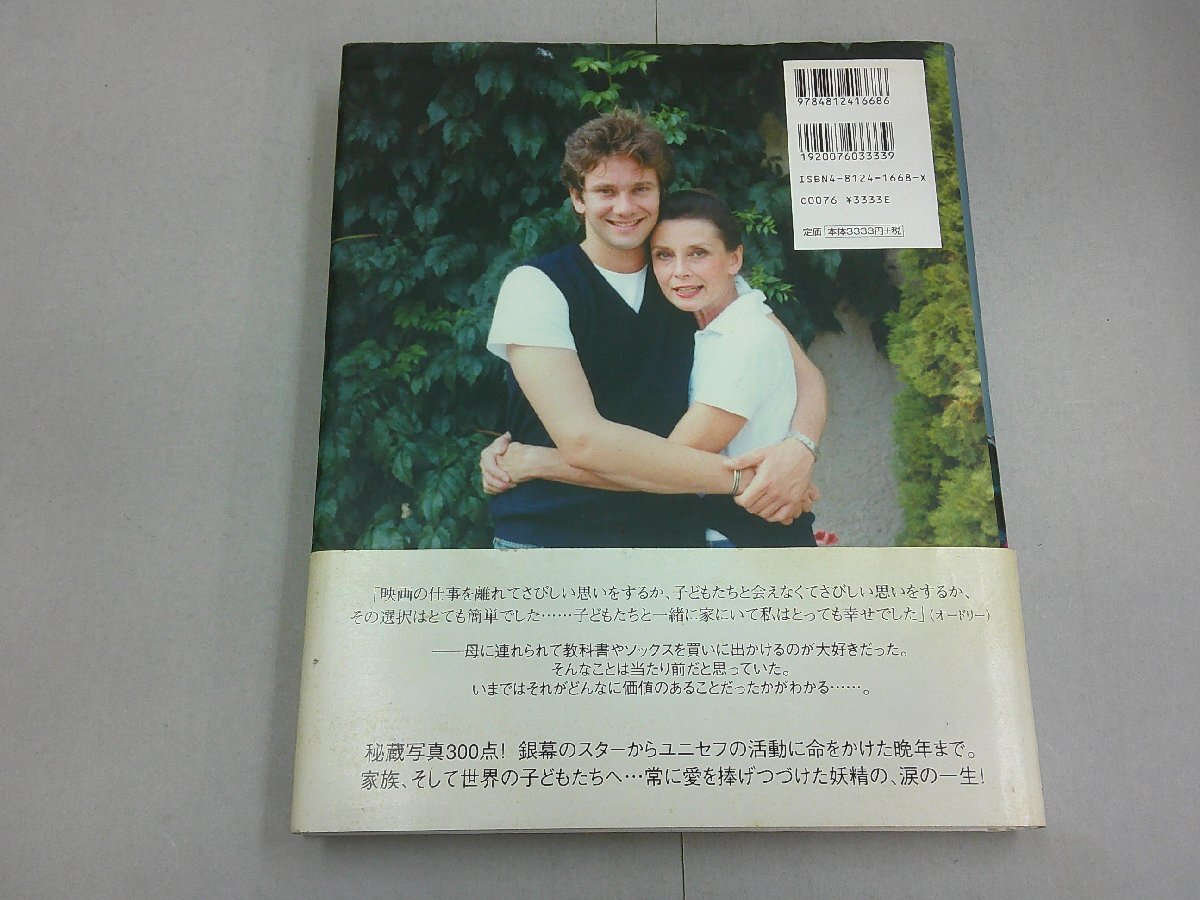 9784812416686
1920076033339
ISBN4-8124-1668-X
C0076 ¥3333E
定価 本体3333円+税
「映画の仕事を離れてさびしい思いをするか、子どもたちと会えなくてさびしい思いをするか、
その選択はとても簡単でした……子どもたちと一緒に家にいて私はとっても幸せでした」(オードリー)
――母に連れられて教科書やソックスを買いに出かけるのが大好きだった。
そんなことは当たり前だと思っていた。
いまではそれがどんなに価値のあることだったかがわかる……。
秘蔵写真300点! 銀幕のスターからユニセフの活動に命をかけた晩年まで。
家族、そして世界の子どもたちへ…常に愛を捧げつづけた妖精の、涙の一生!